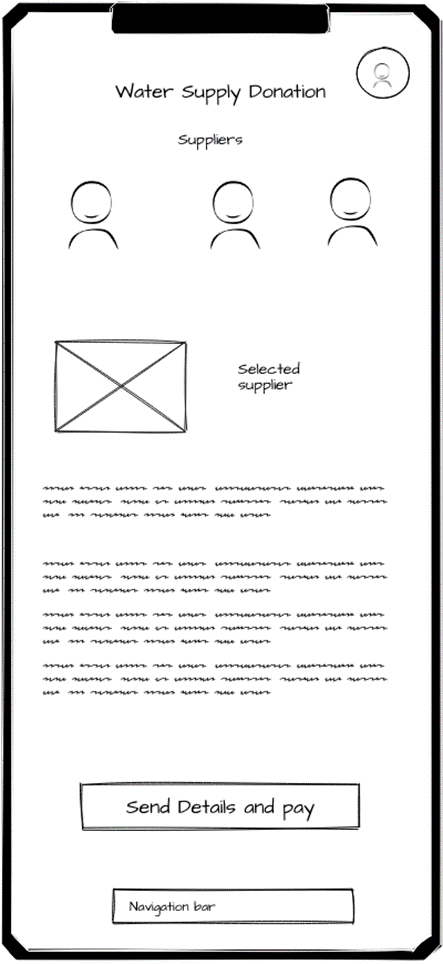 Water Supply Donation
Suppliers
Selected
supplier
Send Details and pay
Navigation bar